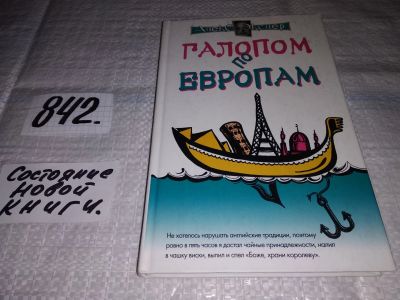 ГАЛОПОМ
ПО
ЕВРОПАМ
842.
Состояние
новой
книги.
Не хотелось нарушать английские традиции, поэтому
ровно в пять часов я достал чайные принадлежности, налил
в чашку виски, выпил и спел «Боже, храни королеву».